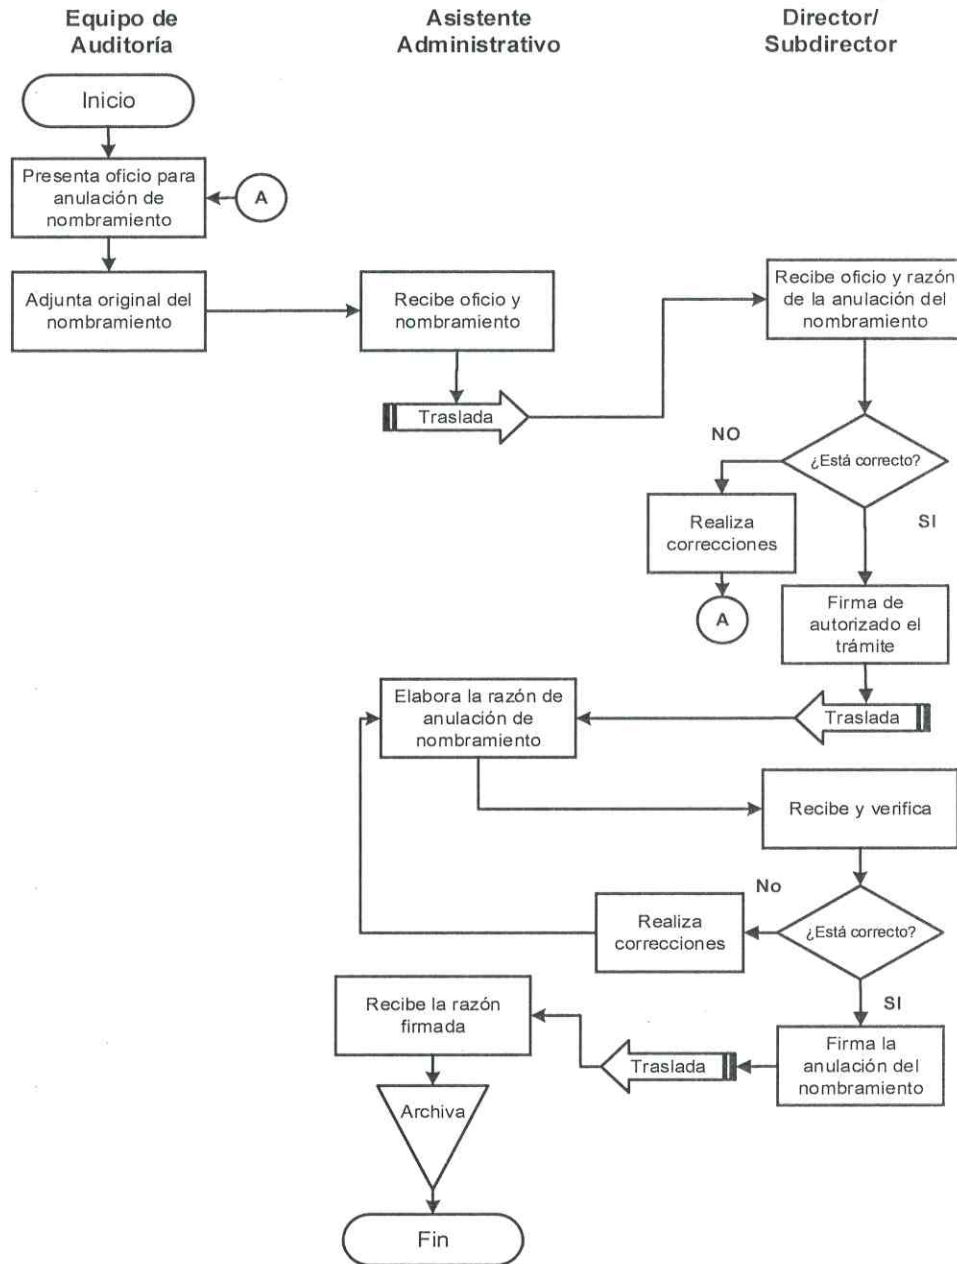 Equipo de
Auditoría
Asistente
Administrativo
Director/
Subdirector
Inicio
Presenta oficio para
anulación de
nombramiento
A
Adjunta original del
nombramiento
Recibe oficio y
nombramiento
Recibe oficio y razón
de la anulación del
nombramiento
Traslada
NO
¿Está correcto?
SI
Realiza
correcciones
A
Firma de
autorizado el
trámite
Elabora la razón de
anulación de
nombramiento
Traslada
Recibe y verifica
No
¿Está correcto?
Realiza
correcciones
SI
Recibe la razón
firmada
Firma la
anulación del
nombramiento
Traslada
Archiva
Fin